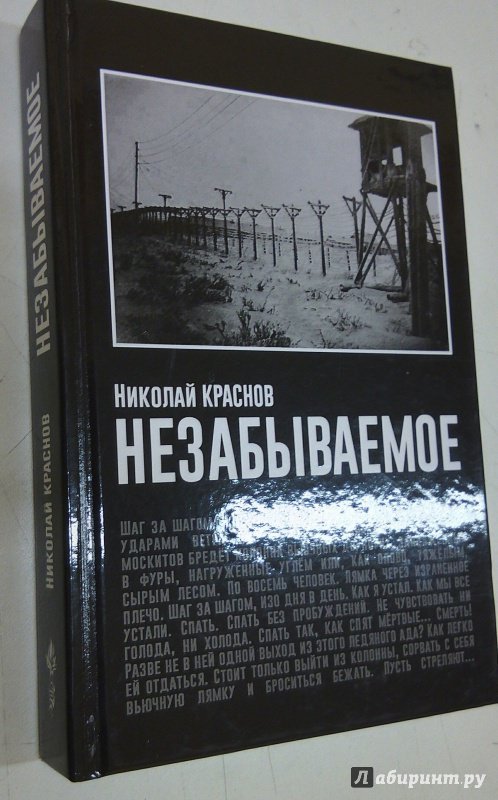 НЕЗАБЫВАЕМОЕ
НИКОЛАЙ КРАСНОВ
НИКОЛАЙ КРАСНОВ
НЕЗАБЫВАЕМОЕ
ШАГ ЗА ШАГОМ
УДАРАМИ
МОСКИТОВ БРЕДЕТ
В ФУРЫ, НАГРУЖЕННЫЕ УГЛЕМ ИЛИ, КАК
СЫРЫМ ЛЕСОМ. ПО ВОСЕМЬ ЧЕЛОВЕК. ЛЯМКА ЧЕРЕЗ ИЗРАНЕННОЕ
ПЛЕЧО. ШАГ ЗА ШАГОМ, ИЗО ДНЯ В ДЕНЬ. КАК Я УСТАЛ. КАК МЫ ВСЕ
УСТАЛИ. СПАТЬ. СПАТЬ БЕЗ ПРОБУЖДЕНИЙ. НЕ ЧУВСТВОВАТЬ НИ
ГОЛОДА, НИ ХОЛОДА. СПАТЬ ТАК, КАК СПЯТ МЁРТВЫЕ... СМЕРТЬ!
РАЗВЕ НЕ В НЕЙ ОДНОЙ ВЫХОД ИЗ ЭТОГО ЛЕДЯНОГО АДА? КАК ЛЕГКО
ЕЙ ОТДАТЬСЯ. СТОИТ ТОЛЬКО ВЫЙТИ ИЗ КОЛОННЫ, СОРВАТЬ С СЕБЯ
ВЬЮЧНУЮ ЛЯМКУ И БРОСИТЬСЯ БЕЖАТЬ. ПУСТЬ СТРЕЛЯЮТ...
Лабиринт.ру